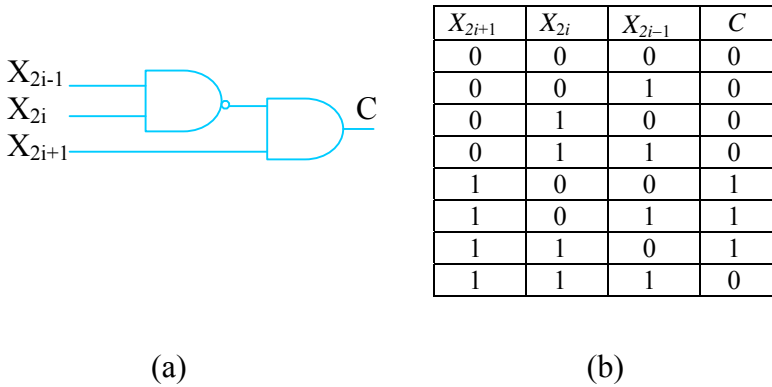 X2i-1
X2i
X2i+1
C
X2i+1 X2i X2i–1 C
0 0 0 0
0 0 1 0
0 1 0 0
0 1 1 0
1 0 0 1
1 0 1 1
1 1 0 1
1 1 1 0
(a) (b)